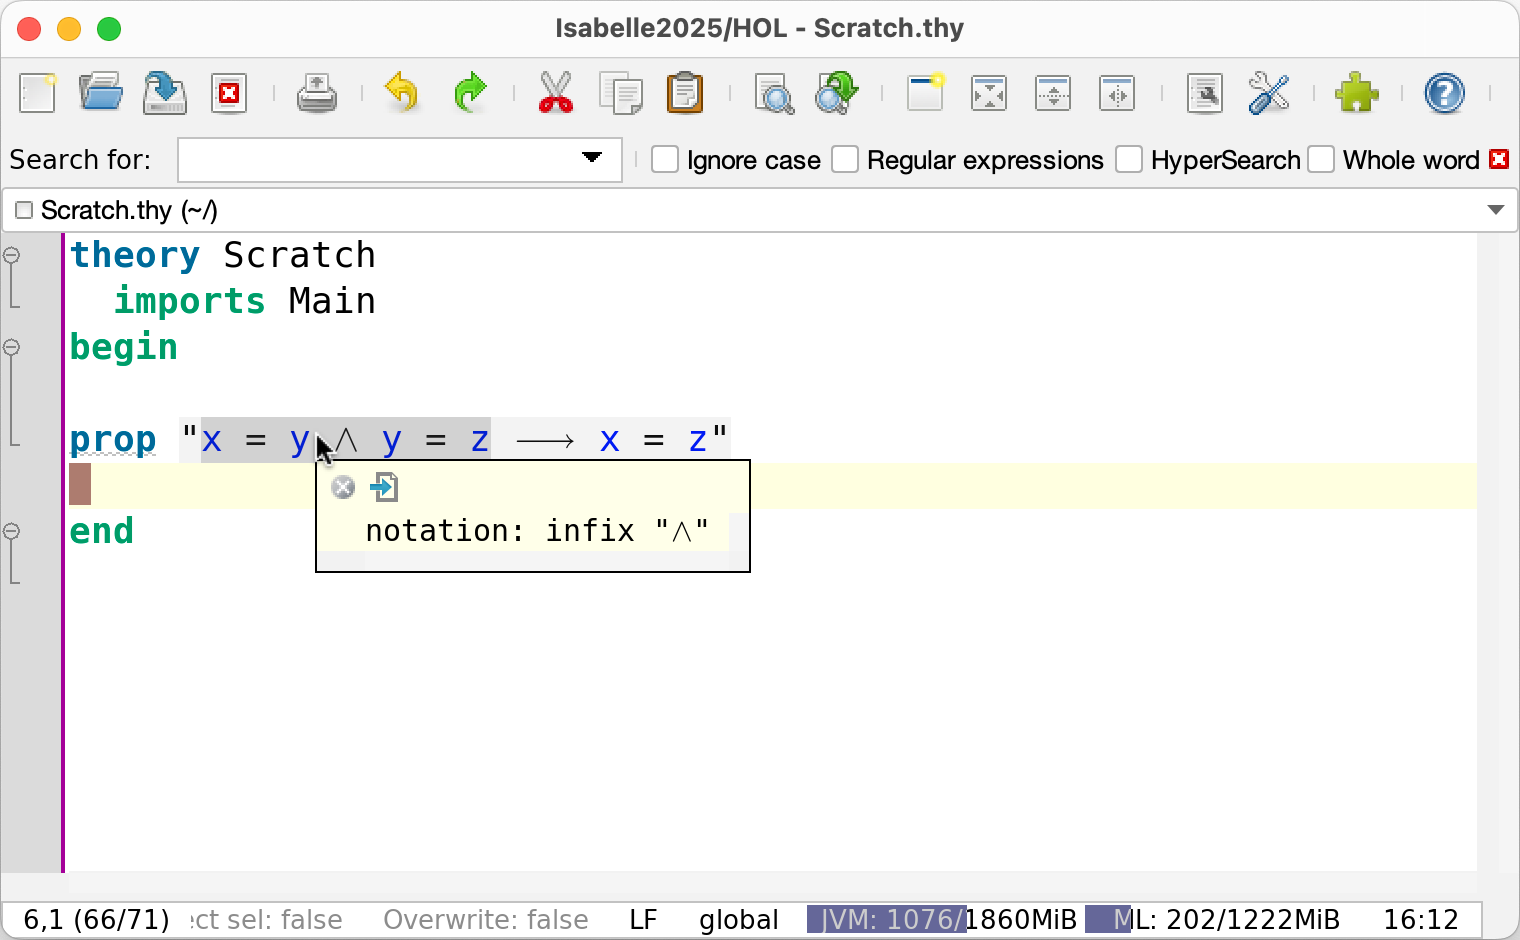 Isabelle2025/HOL - Scratch.thy
Search for: Ignore case Regular expressions HyperSearch Whole word
Scratch.thy (~/)
theory Scratch
imports Main
begin
prop "x = y ∧ y = z ⟶ x = z"
notation: infix "∧"
end
6,1 (66/71) ect sel: false Overwrite: false LF global JVM: 1076/1860MiB ML: 202/1222MiB 16:12